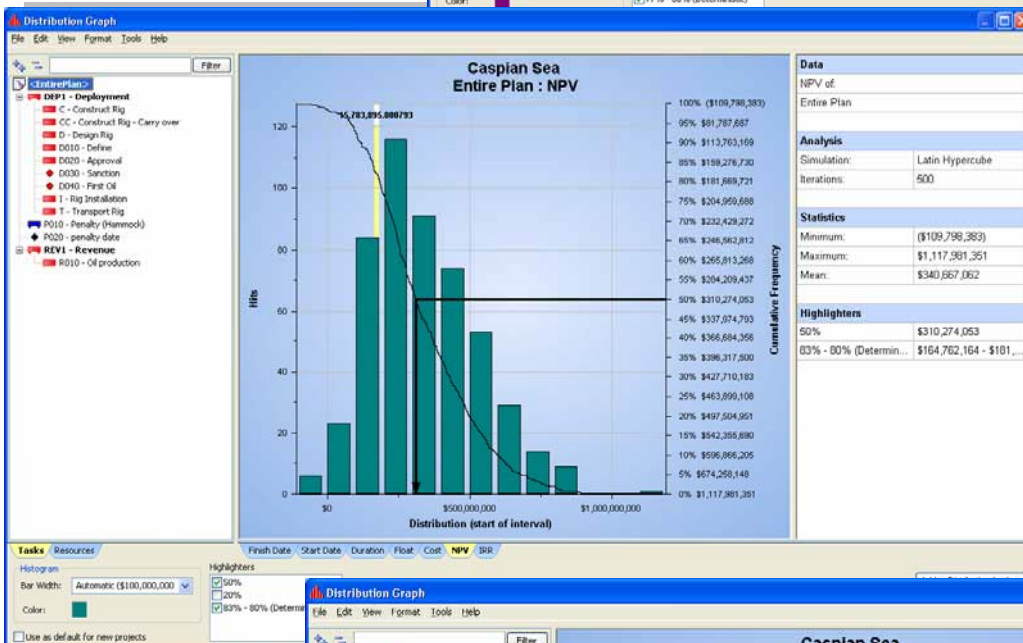 Color:
Distribution Graph
File Edit View Format Tools Help
Filter
<EntirePlan>
DEP1 - Deployment
C - Construct Rig
CC - Construct Rig - Carry over
D - Design Rig
D010 - Define
D020 - Approval
D030 - Sanction
D040 - First Oil
I - Rig Installation
T - Transport Rig
P010 - Penalty (Hammock)
P020 - penalty date
REV1 - Revenue
R010 - Oil production
Caspian Sea
Entire Plan : NPV
Hits
120
100
80
60
40
20
0
$0
$500,000,000
$1,000,000,000
Distribution (start of interval)
100% ($109,798,383)
95% $81,787,687
90% $113,763,169
85% $159,276,730
80% $181,669,721
75% $204,959,688
70% $232,429,272
65% $246,562,812
60% $265,813,268
55% $284,209,437
50% $310,274,053
45% $337,974,793
40% $366,684,356
35% $396,317,500
30% $427,710,183
25% $463,899,108
20% $497,504,951
15% $542,355,690
10% $596,866,205
5% $674,258,148
0% $1,117,981,351
Cumulative Frequency
Data
NPV of:
Entire Plan
Analysis
Simulation: Latin Hypercube
Iterations: 500
Statistics
Minimum: ($109,798,383)
Maximum: $1,117,981,351
Mean: $340,667,062
Highlighters
50% $310,274,053
83% - 80% (Determin... $164,762,164 - $181,...
Tasks Resources
Finish Date Start Date Duration Float Cost NPV IRR
Histogram
Bar Width: Automatic ($100,000,000
Color:
Use as default for new projects
Highlighters
50%
20%
83% - 80% (Determi
Distribution Graph
File Edit View Format Tools Help
Filter
Caspian Sea